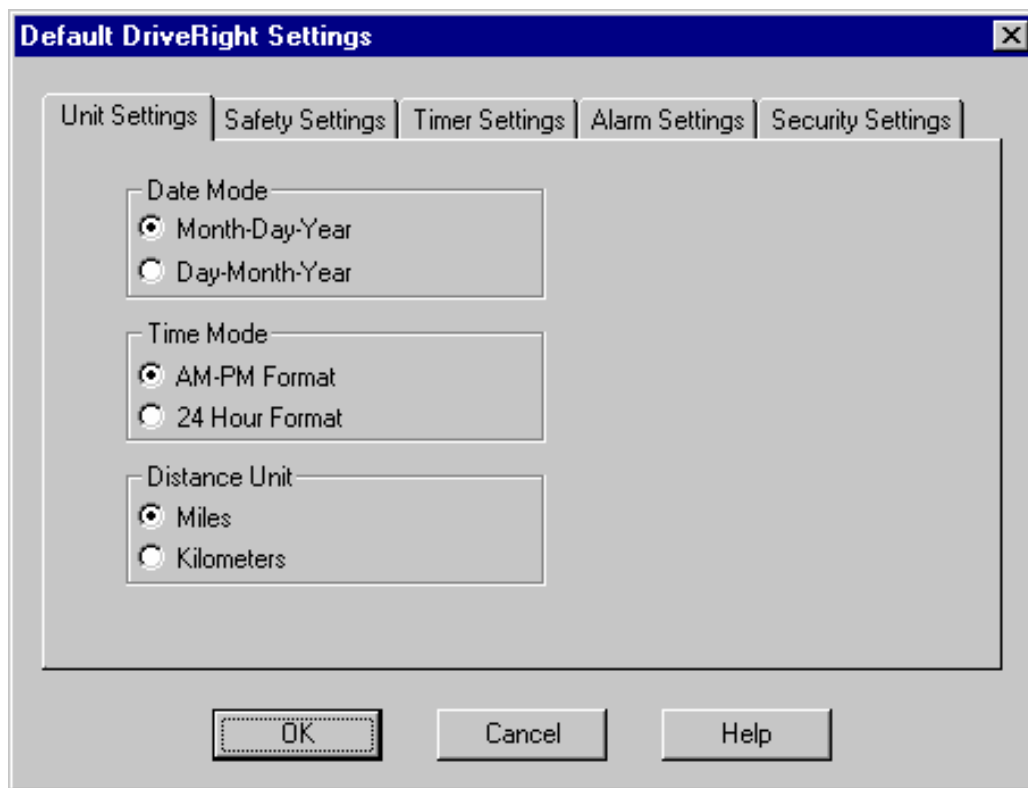 Default DriveRight Settings
Unit Settings Safety Settings Timer Settings Alarm Settings Security Settings
Date Mode
Month-Day-Year
Day-Month-Year
Time Mode
AM-PM Format
24 Hour Format
Distance Unit
Miles
Kilometers
OK Cancel Help